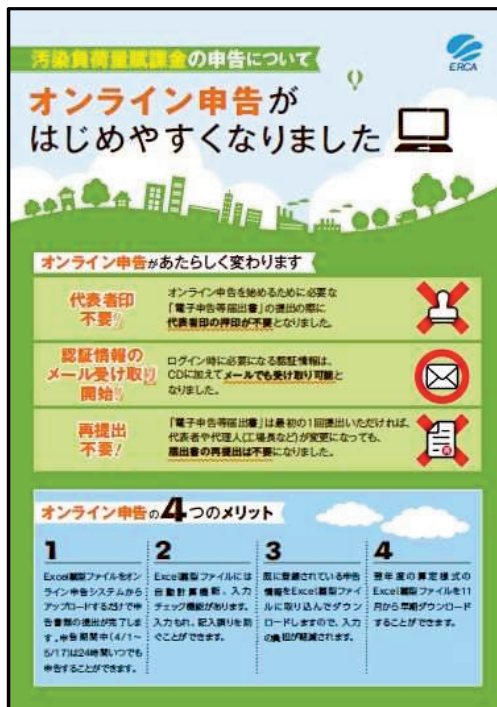 汚染負荷量賦課金の申告について
ERCA
オンライン申告が
はじめやすくなりました
オンライン申告があたらしく変わります
代表者印
不要!
オンライン申告を始めるために必要な
「電子申告等届出書」の提出の際に
代表者印の押印が不要となりました。
認証情報の
メール受け取り
開始!
ログイン時に必要になる認証情報は、
CDに加えてメールでも受け取り可能と
なりました。
再提出
不要!
「電子申告等届出書」は最初の1回提出いただければ、
代表者や代理人(工場長など)が変更になっても、
届出書の再提出は不要になりました。
オンライン申告の4つのメリット
1
Excel雛型ファイルをオン
ライン申告システムから
アップロードするだけで申
告書類の提出が完了しま
す。申告期間中(4/1~
5/17)は24時間いつでも
申告することができます。
2
Excel雛型ファイルには
自動計算機能、入力
チェック機能があります。
入力もれ、記入誤りを防
ぐことができます。
3
既に登録されている申告
情報をExcel雛型ファイ
ルに取り込んでダウン
ロードしますので、入力
の負担が軽減されます。
4
翌年度の算定様式の
Excel雛型ファイルを11
月から早期ダウンロード
することができます。